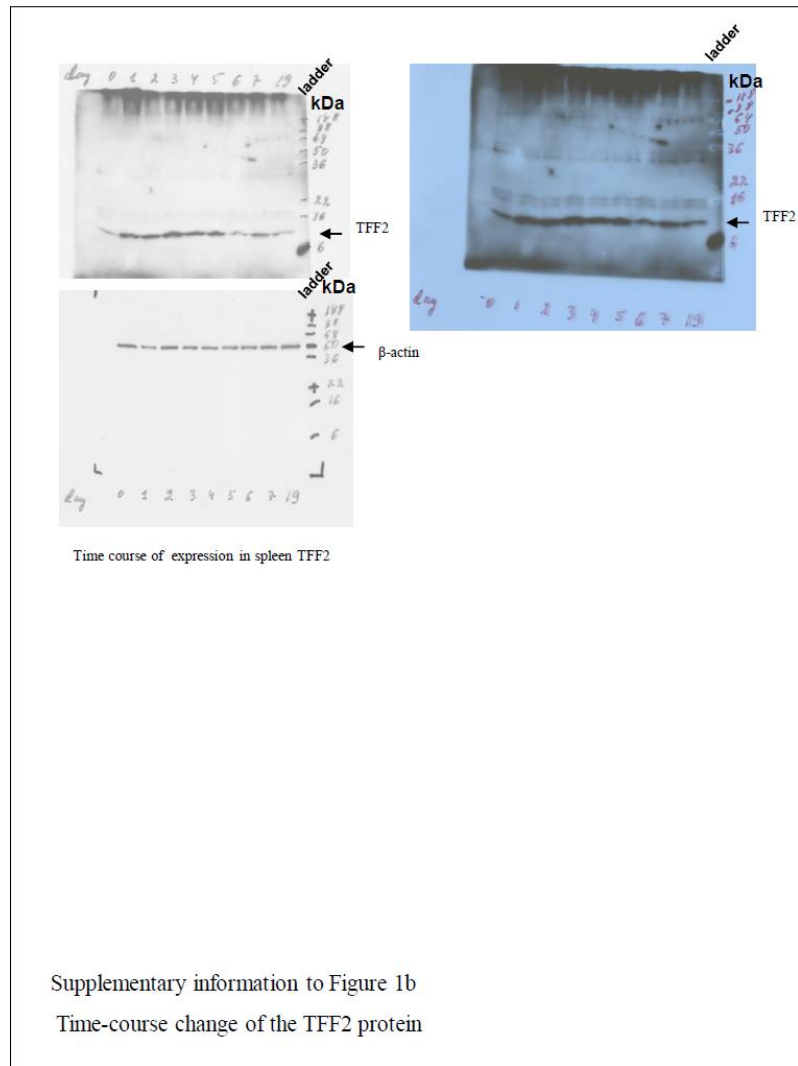 day 0 1 2 3 4 5 6 7 19 ladder
kDa
148
98
64
50
36
22
16
TFF2
6
ladder
kDa
148
98
64
50
36
22
16
6
β-actin
day 0 1 2 3 4 5 6 7 19
Time course of expression in spleen TFF2
ladder
kDa
148
98
64
50
36
22
16
TFF2
6
day 0 1 2 3 4 5 6 7 19
Supplementary information to Figure 1b
Time-course change of the TFF2 protein